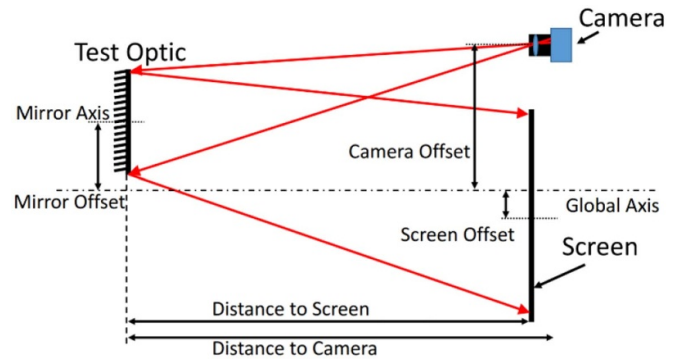 Camera
Test Optic
Mirror Axis
Camera Offset
Mirror Offset
Global Axis
Screen Offset
Screen
Distance to Screen
Distance to Camera